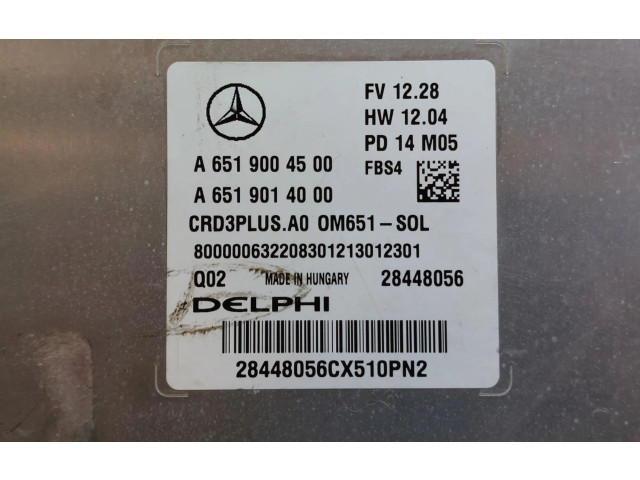 FV 12.28
HW 12.04
PD 14 M05
A 651 900 45 00
FBS4
A 651 901 40 00
CRD3PLUS.A0 OM651-SOL
800000632208301213012301
Q02 MADE IN HUNGARY 28448056
DELPHI
28448056CX510PN2